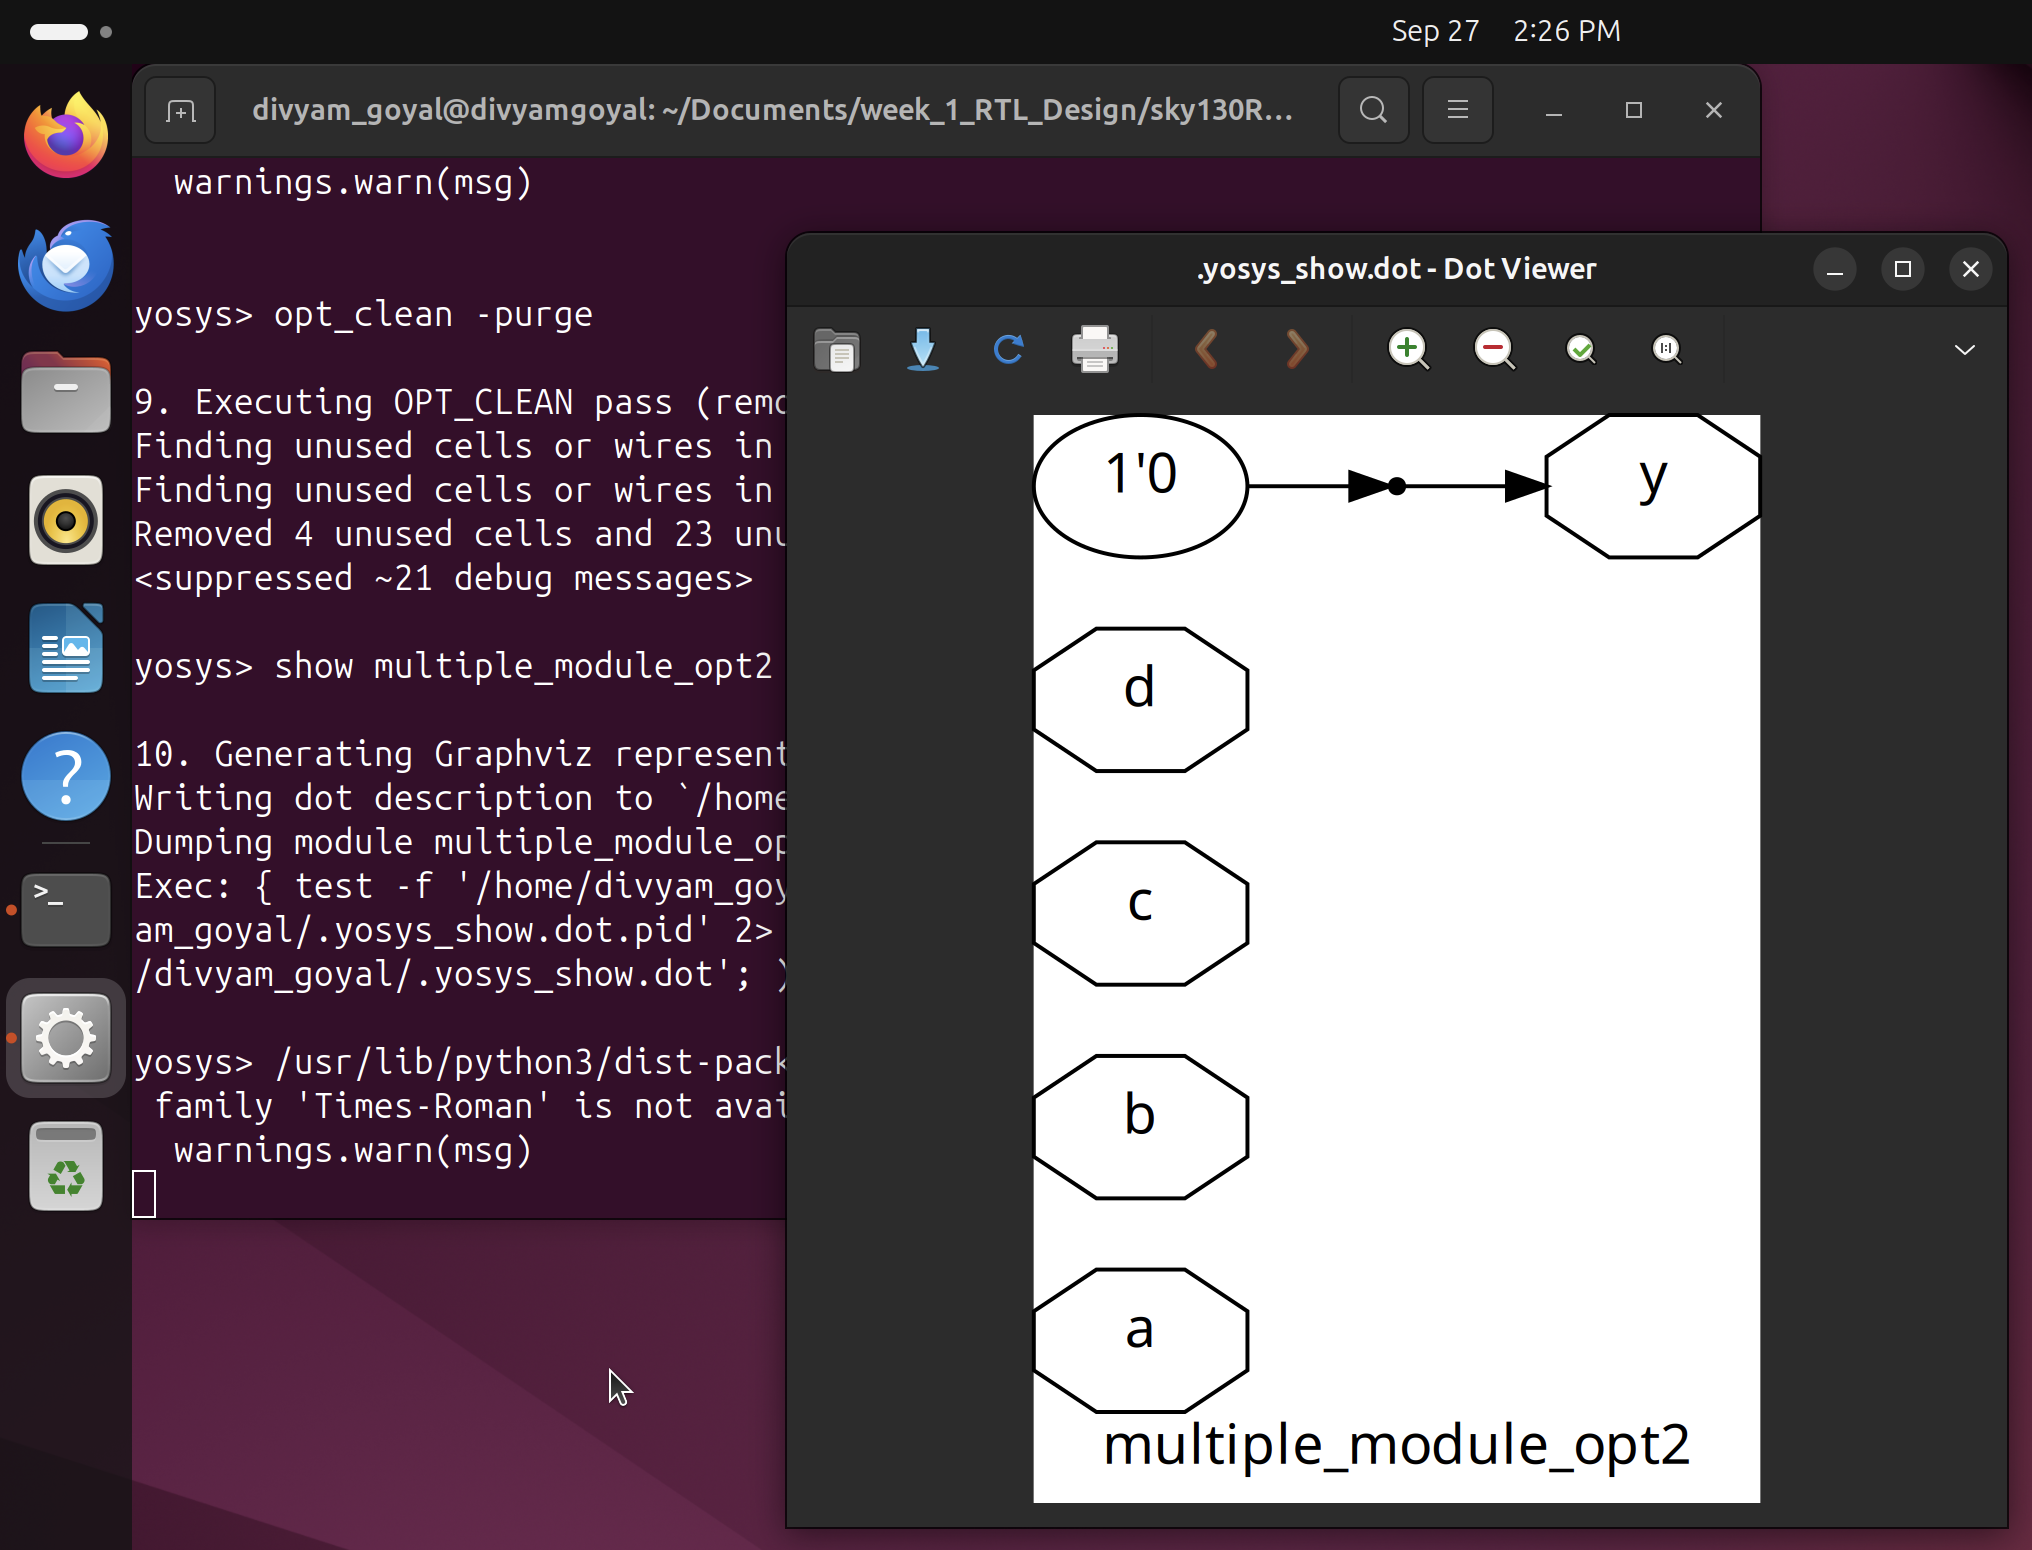 Sep 27 2:26 PM
divyam_goyal@divyamgoyal: ~/Documents/week_1_RTL_Design/sky130R...
warnings.warn(msg)
yosys> opt_clean -purge
9. Executing OPT_CLEAN pass (remo
Finding unused cells or wires in
Finding unused cells or wires in
Removed 4 unused cells and 23 unu
<suppressed ~21 debug messages>
yosys> show multiple_module_opt2
10. Generating Graphviz represent
Writing dot description to `/home
Dumping module multiple_module_op
Exec: { test -f '/home/divyam_goy
am_goyal/.yosys_show.dot.pid' 2>
/divyam_goyal/.yosys_show.dot'; )
yosys> /usr/lib/python3/dist-pack
family 'Times-Roman' is not avai
warnings.warn(msg)
.yosys_show.dot - Dot Viewer
1'0
y
d
c
b
a
multiple_module_opt2